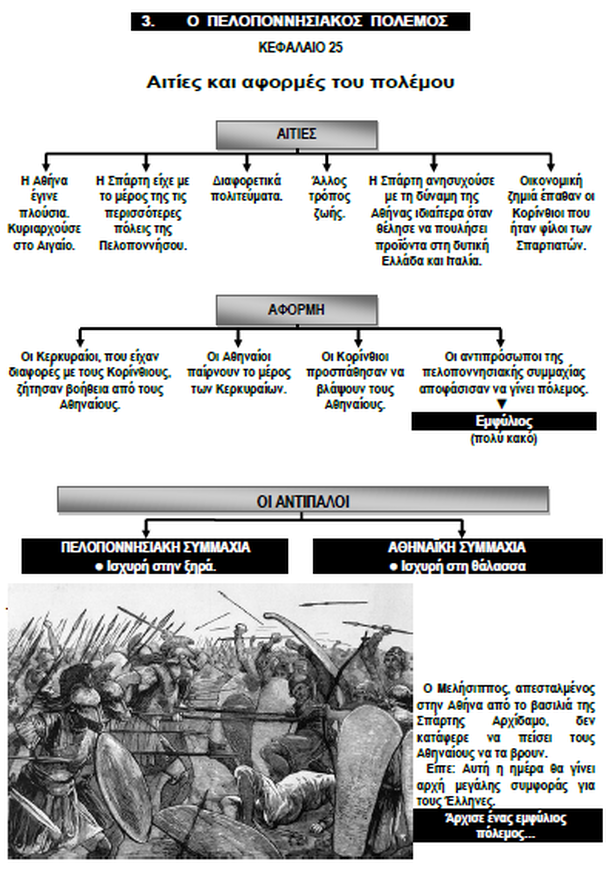 3. Ο ΠΕΛΟΠΟΝΝΗΣΙΑΚΟΣ ΠΟΛΕΜΟΣ
ΚΕΦΑΛΑΙΟ 25
Αιτίες και αφορμές του πολέμου
ΑΙΤΙΕΣ
Η Αθήνα
έγινε
πλούσια.
Κυριαρχούσε
στο Αιγαίο.
Η Σπάρτη είχε με
το μέρος της τις
περισσότερες
πόλεις της
Πελοποννήσου.
Διαφορετικά
πολιτεύματα.
Άλλος
τρόπος
ζωής.
Η Σπάρτη ανησυχούσε
με τη δύναμη της
Αθήνας ιδιαίτερα όταν
θέλησε να πουλήσει
προϊόντα στη δυτική
Ελλάδα και Ιταλία.
Οικονομική
ζημιά έπαθαν οι
Κορίνθιοι που
ήταν φίλοι των
Σπαρτιατών.
ΑΦΟΡΜΗ
Οι Κερκυραίοι, που είχαν
διαφορές με τους Κορίνθιους,
ζήτησαν βοήθεια από τους
Αθηναίους.
Οι Αθηναίοι
παίρνουν το μέρος
των Κερκυραίων.
Οι Κορίνθιοι
προσπάθησαν να
βλάψουν τους
Αθηναίους.
Οι αντιπρόσωποι της
πελοποννησιακής συμμαχίας
αποφάσισαν να γίνει πόλεμος.
Εμφύλιος
(πολύ κακό)
ΟΙ ΑΝΤΙΠΑΛΟΙ
ΠΕΛΟΠΟΝΝΗΣΙΑΚΗ ΣΥΜΜΑΧΙΑ
● Ισχυρή στην ξηρά.
ΑΘΗΝΑΪΚΗ ΣΥΜΜΑΧΙΑ
● Ισχυρή στη θάλασσα
Ο Μελήσιππος, απεσταλμένος
στην Αθήνα από το βασιλιά της
Σπάρτης Αρχίδαμο, δεν
κατάφερε να πείσει τους
Αθηναίους να τα βρουν.
Είπε: Αυτή η ημέρα θα γίνει
αρχή μεγάλης συμφοράς για
τους Έλληνες.
Άρχισε ένας εμφύλιος
πόλεμος...